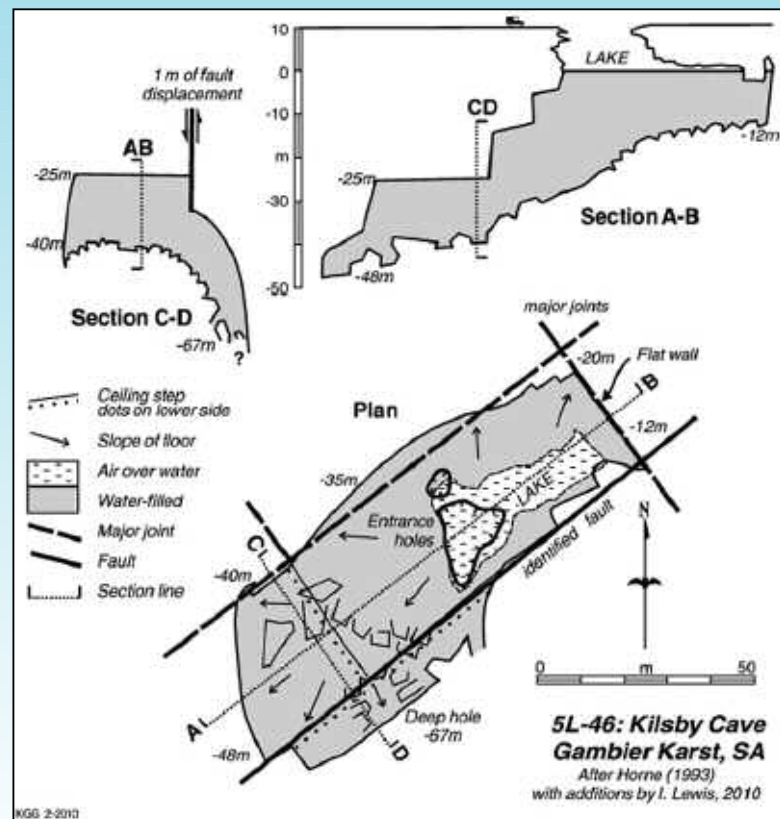 1 m of fault
displacement
AB
-25m
-40m
Section C-D
-67m
?
10
0
-10
m
-30
-50
LAKE
CD
-25m
-48m
-12m
Section A-B
Ceiling step
dots on lower side
Slope of floor
Air over water
Water-filled
Major joint
Fault
Section line
Plan
major joints
-20m
Flat wall
B
-12m
-35m
LAKE
Entrance
holes
identified fault
C
-40m
A
-48m
D
Deep hole
-67m
N
0 m 50
5L-46: Kilsby Cave
Gambier Karst, SA
After Horne (1993)
with additions by I. Lewis, 2010
KGG 2-2010